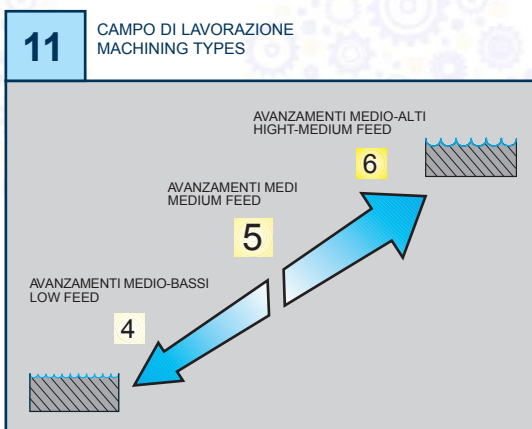 11
CAMPO DI LAVORAZIONE
MACHINING TYPES
AVANZAMENTI MEDIO-ALTI
HIGHT-MEDIUM FEED
6
AVANZAMENTI MEDI
MEDIUM FEED
5
AVANZAMENTI MEDIO-BASSI
LOW FEED
4